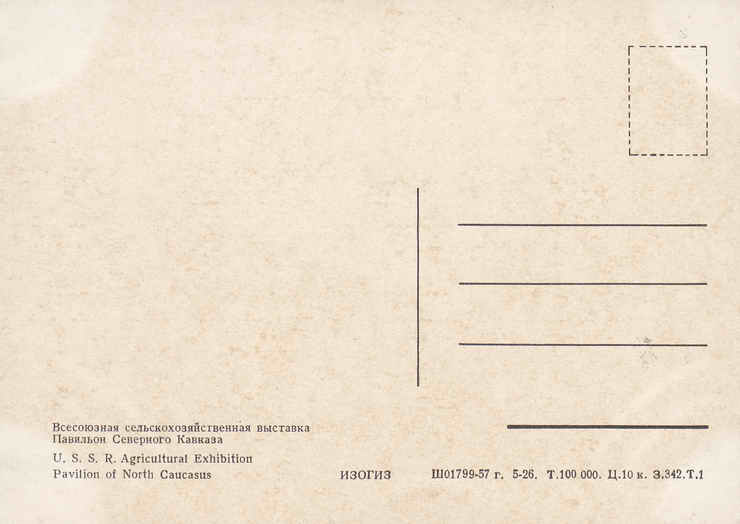 Всесоюзная сельскохозяйственная выставка
Павильон Северного Кавказа
U. S. S. R. Agricultural Exhibition
Pavilion of North Caucasus
ИЗОГИЗ Ш01799-57 г. 5-26. Т.100 000. Ц.10 к. З.342.Т.1